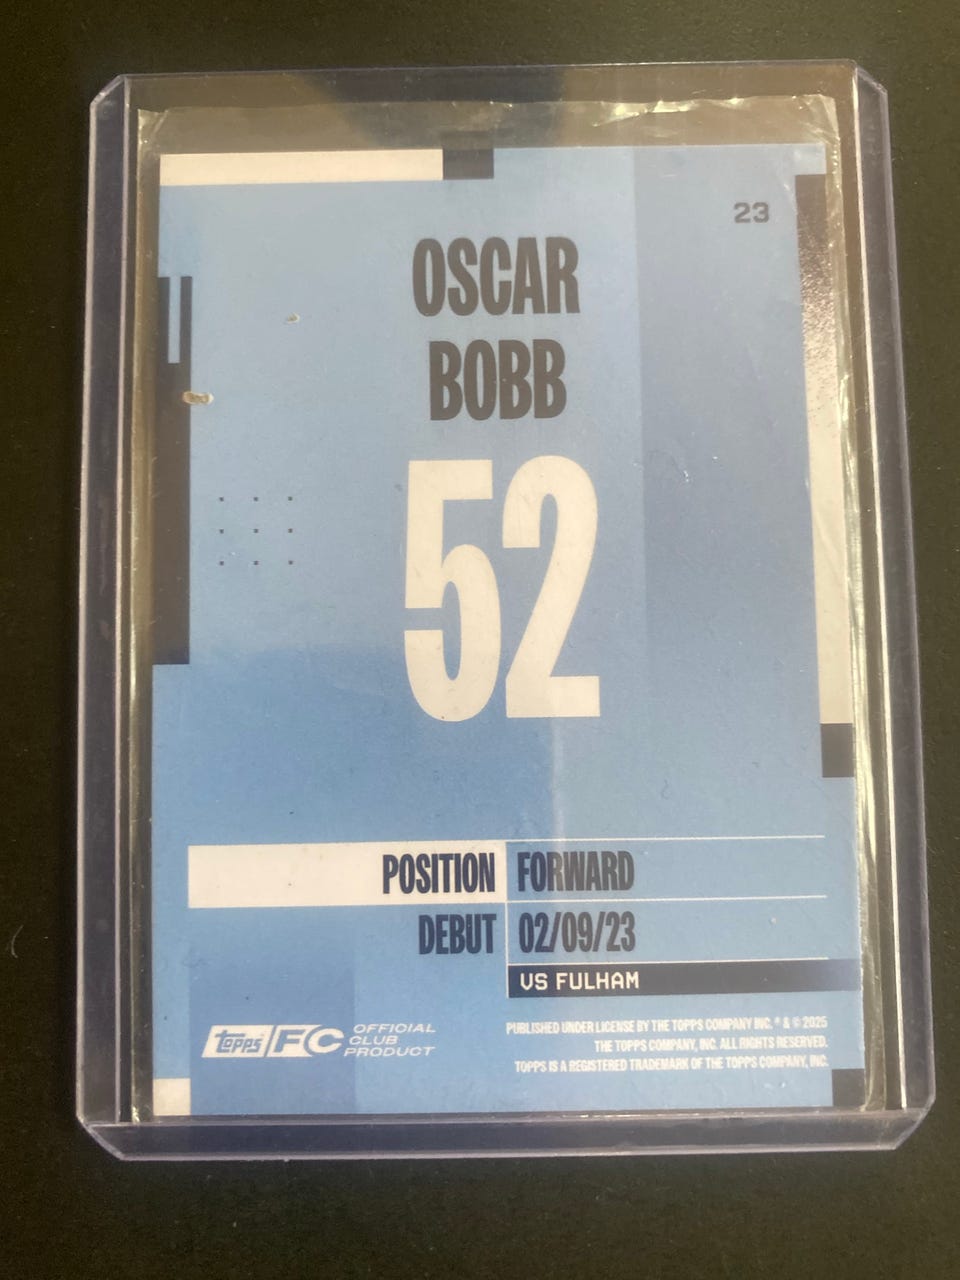 23
OSCAR
BOBB
52
POSITION FORWARD
DEBUT 02/09/23
VS FULHAM
topps FC OFFICIAL
CLUB
PRODUCT
PUBLISHED UNDER LICENSE BY THE TOPPS COMPANY INC. ® & © 2025
THE TOPPS COMPANY, INC. ALL RIGHTS RESERVED.
TOPPS IS A REGISTERED TRADEMARK OF THE TOPPS COMPANY, INC.